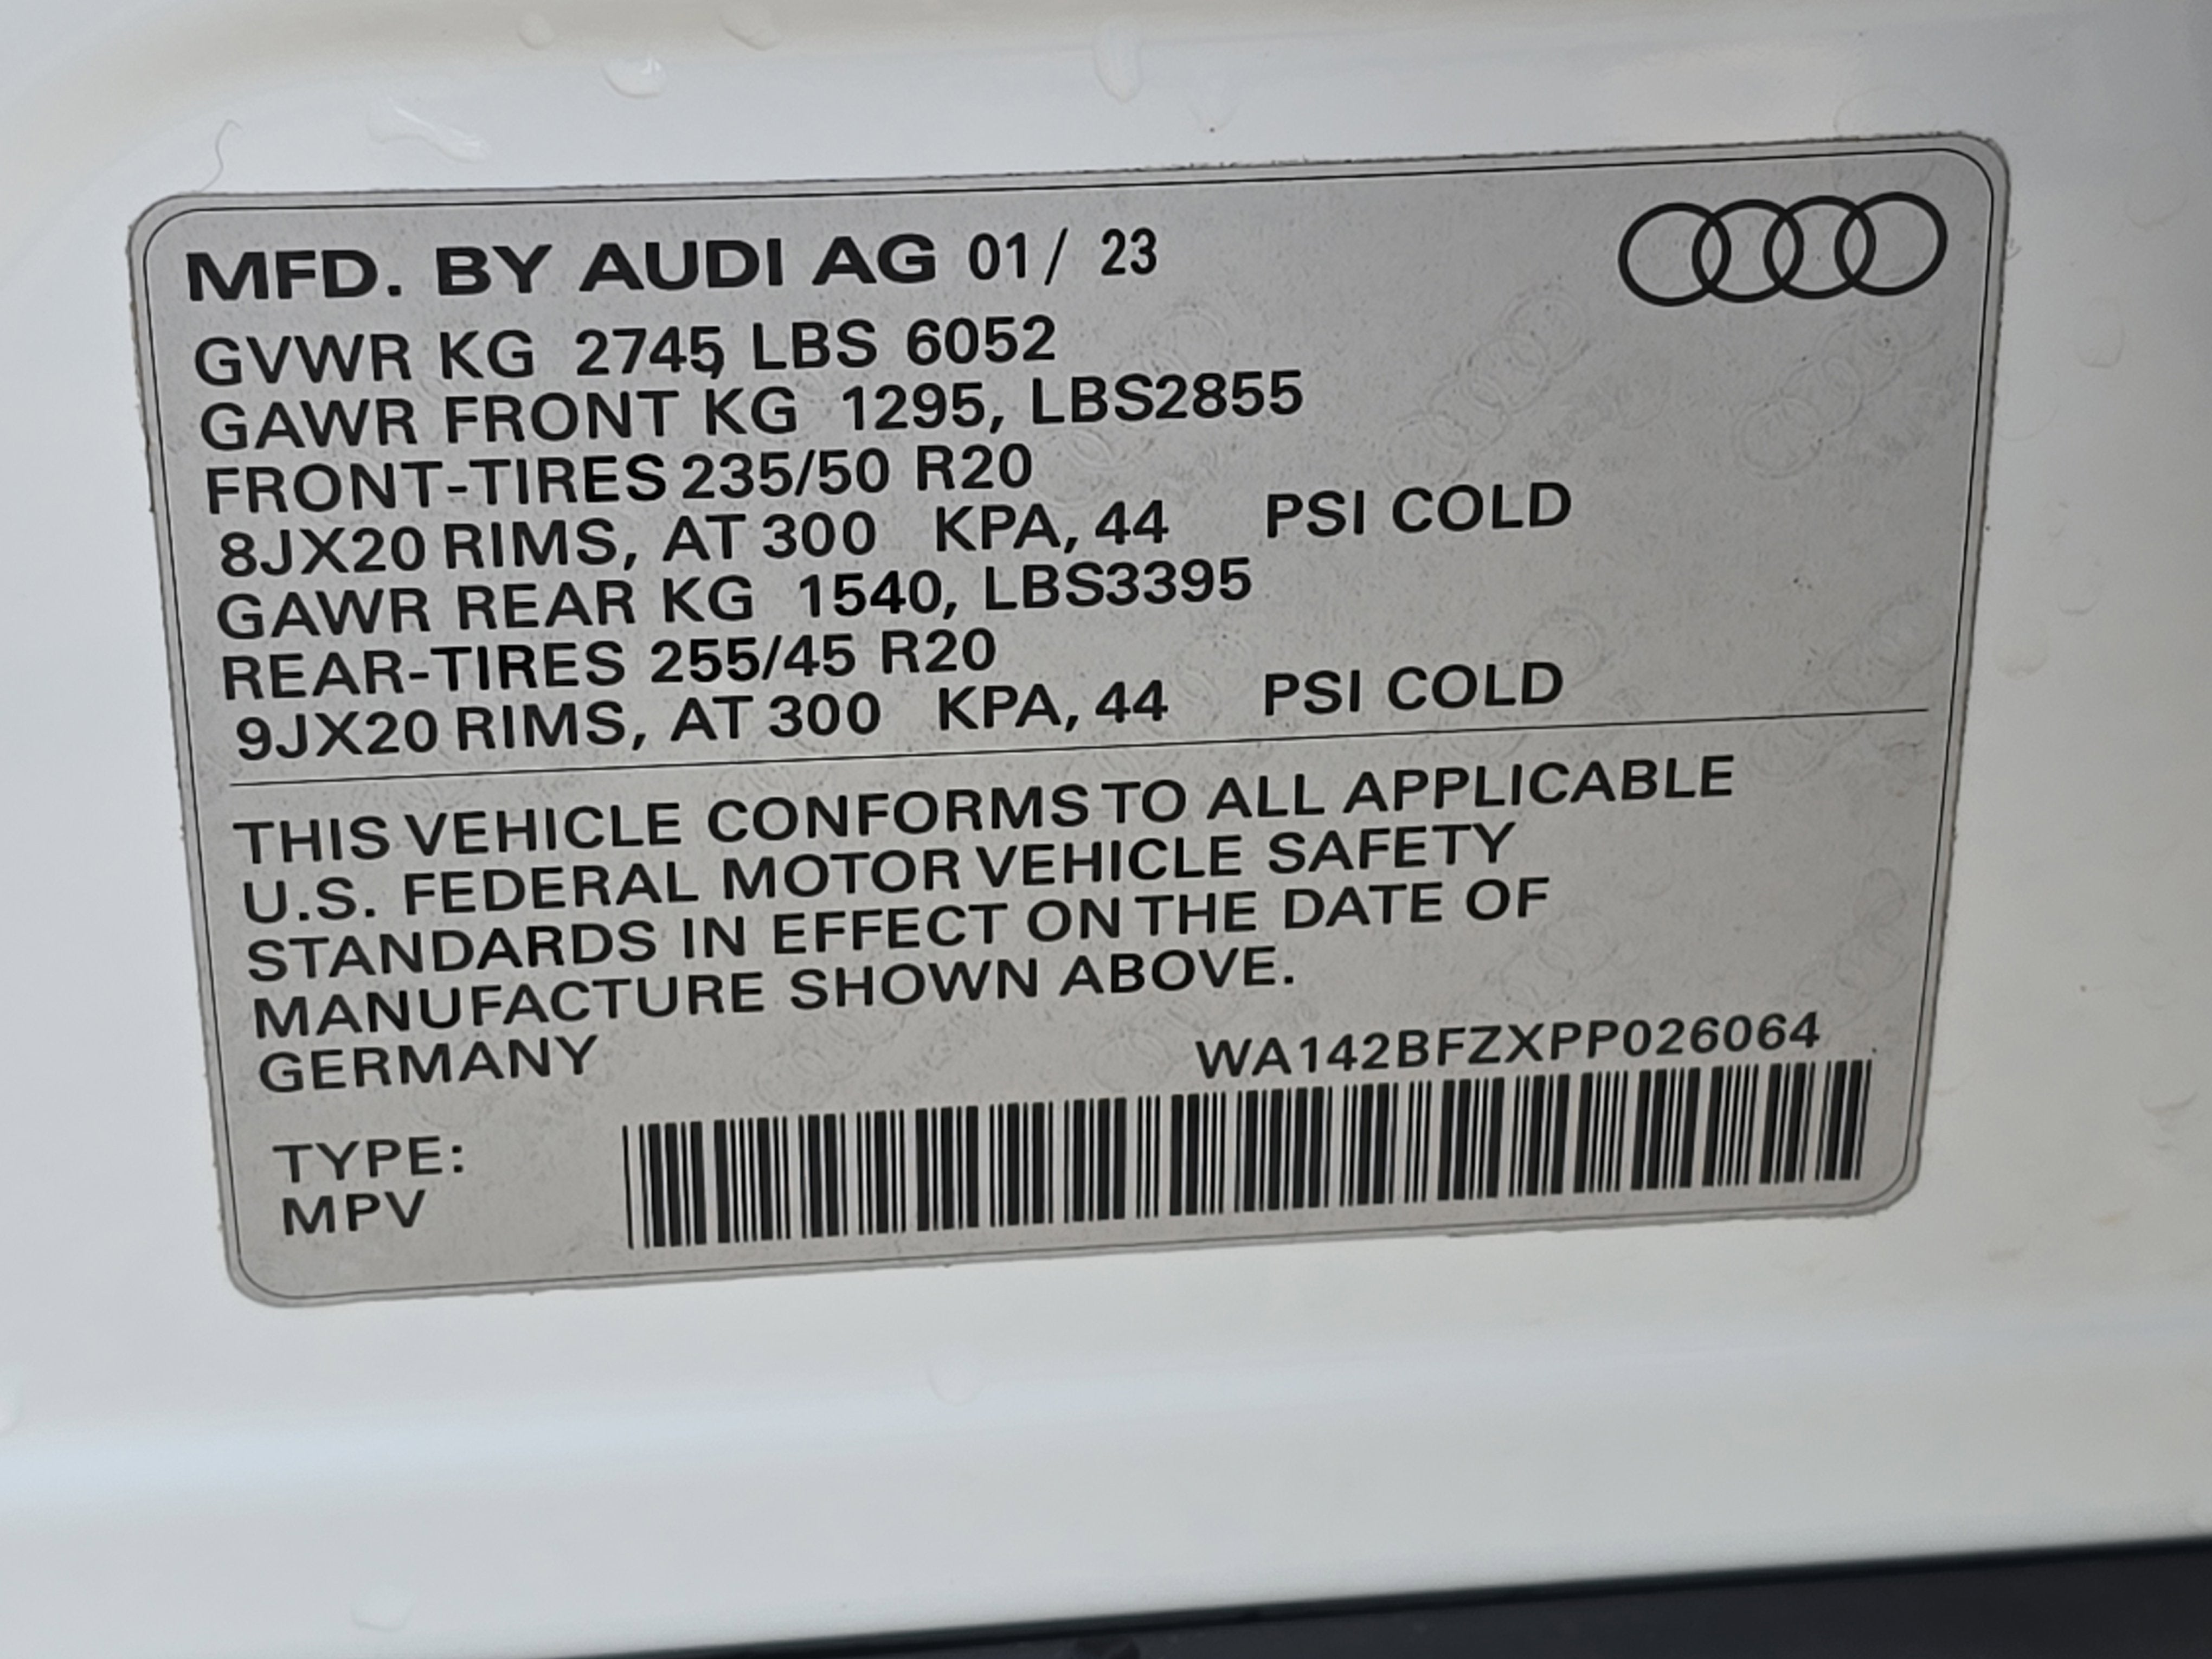 MFD. BY AUDI AG 01/ 23
GVWR KG 2745, LBS 6052
GAWR FRONT KG 1295, LBS2855
FRONT-TIRES 235/50 R20
8JX20 RIMS, AT 300 KPA, 44 PSI COLD
GAWR REAR KG 1540, LBS3395
REAR-TIRES 255/45 R20
9JX20 RIMS, AT 300 KPA, 44 PSI COLD
THIS VEHICLE CONFORMS TO ALL APPLICABLE
U.S. FEDERAL MOTOR VEHICLE SAFETY
STANDARDS IN EFFECT ON THE DATE OF
MANUFACTURE SHOWN ABOVE.
GERMANY WA142BFZXPP026064
TYPE:
MPV